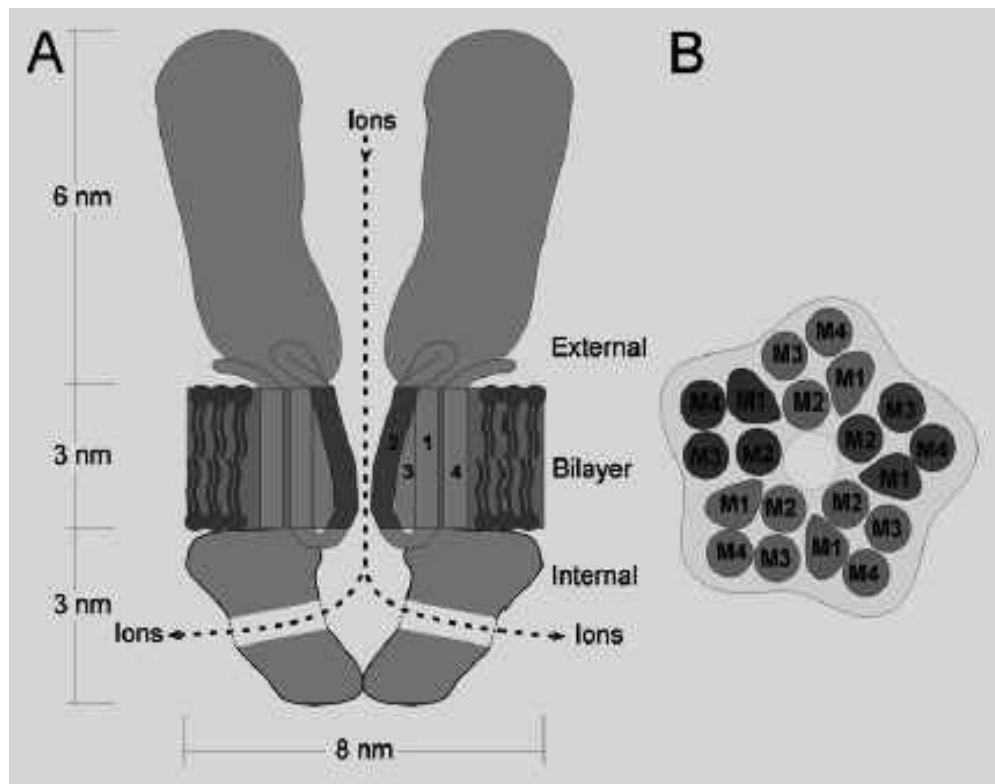 A
B
Ions
6 nm
External
3 nm
2
1
3
4
Bilayer
Internal
3 nm
Ions
Ions
8 nm
M4
M3
M1
M4
M1
M2
M3
M2
M4
M3
M2
M1
M1
M2
M2
M3
M4
M3
M1
M4